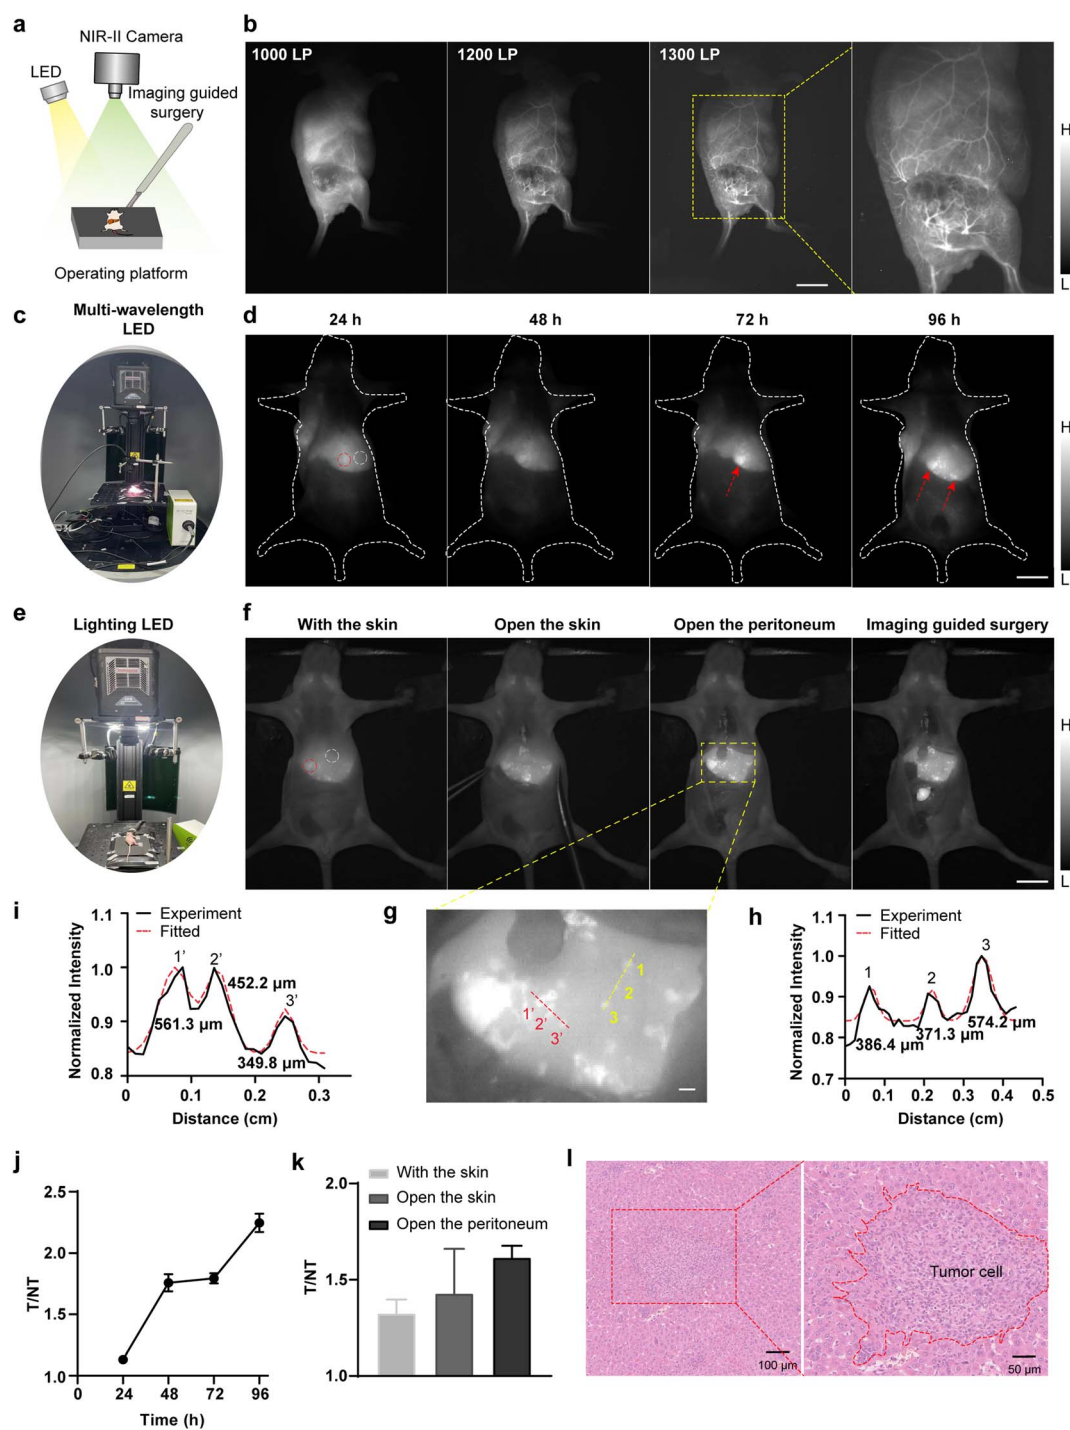 a
NIR-II Camera
LED
Imaging guided
surgery
Operating platform
b
1000 LP
1200 LP
1300 LP
H
L
c
Multi-wavelength
LED
d
24 h
48 h
72 h
96 h
H
L
e
Lighting LED
f
With the skin
Open the skin
Open the peritoneum
Imaging guided surgery
H
L
i
Experiment
Fitted
Normalized Intensity
1.1
1.0
0.9
0.8
1'
2'
3'
452.2 µm
561.3 µm
349.8 µm
0.0
0.1
0.2
0.3
Distance (cm)
g
1
2
3
1'
2'
3'
h
Experiment
Fitted
Normalized Intensity
1.1
1.0
0.9
0.8
0.7
1
2
3
386.4 µm
371.3 µm
574.2 µm
0
0.1
0.2
0.3
0.4
0.5
Distance (cm)
j
T/NT
2.5
2.0
1.5
1.0
0
24
48
72
96
Time (h)
k
With the skin
Open the skin
Open the peritoneum
T/NT
2.0
1.5
1.0
l
100 µm
Tumor cell
50 µm